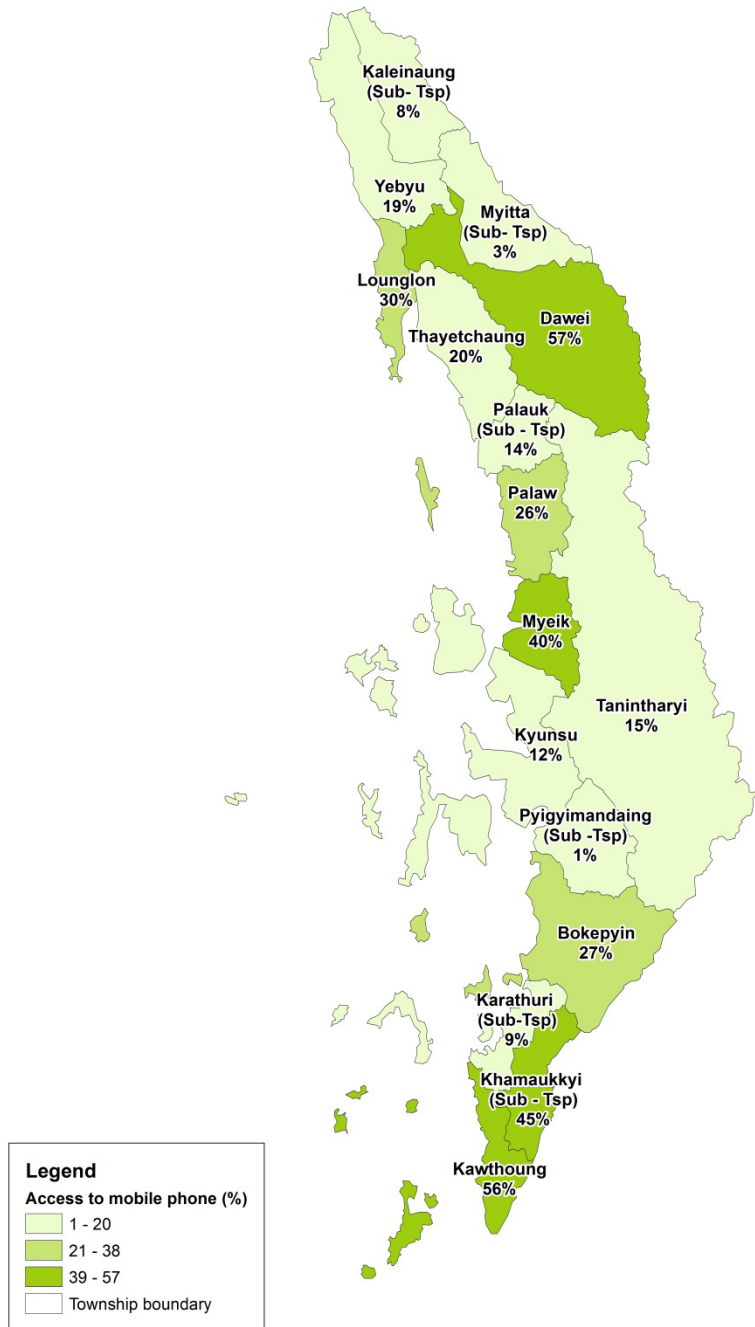 Kaleinaung
(Sub- Tsp)
8%
Yebyu
19%
Myitta
(Sub- Tsp)
3%
Lounglon
30%
Dawei
57%
Thayetchaung
20%
Palauk
(Sub - Tsp)
14%
Palaw
26%
Myeik
40%
Tanintharyi
15%
Kyunsu
12%
Pyigyimandaing
(Sub -Tsp)
1%
Bokepyin
27%
Karathuri
(Sub-Tsp)
9%
Khamaukkyi
(Sub - Tsp)
45%
Kawthoung
56%
Legend
Access to mobile phone (%)
1 - 20
21 - 38
39 - 57
Township boundary